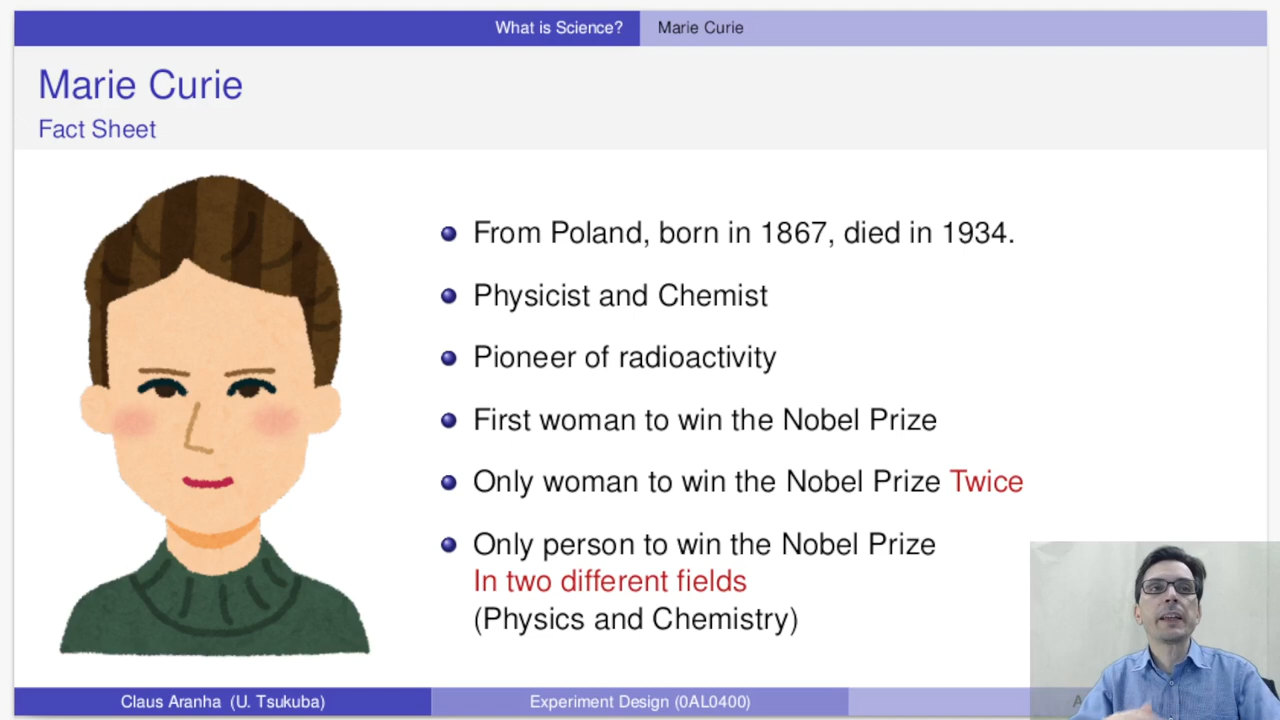 What is Science? Marie Curie
Marie Curie
Fact Sheet
From Poland, born in 1867, died in 1934.
Physicist and Chemist
Pioneer of radioactivity
First woman to win the Nobel Prize
Only woman to win the Nobel Prize Twice
Only person to win the Nobel Prize
In two different fields
(Physics and Chemistry)
Claus Aranha (U. Tsukuba) Experiment Design (0AL0400)